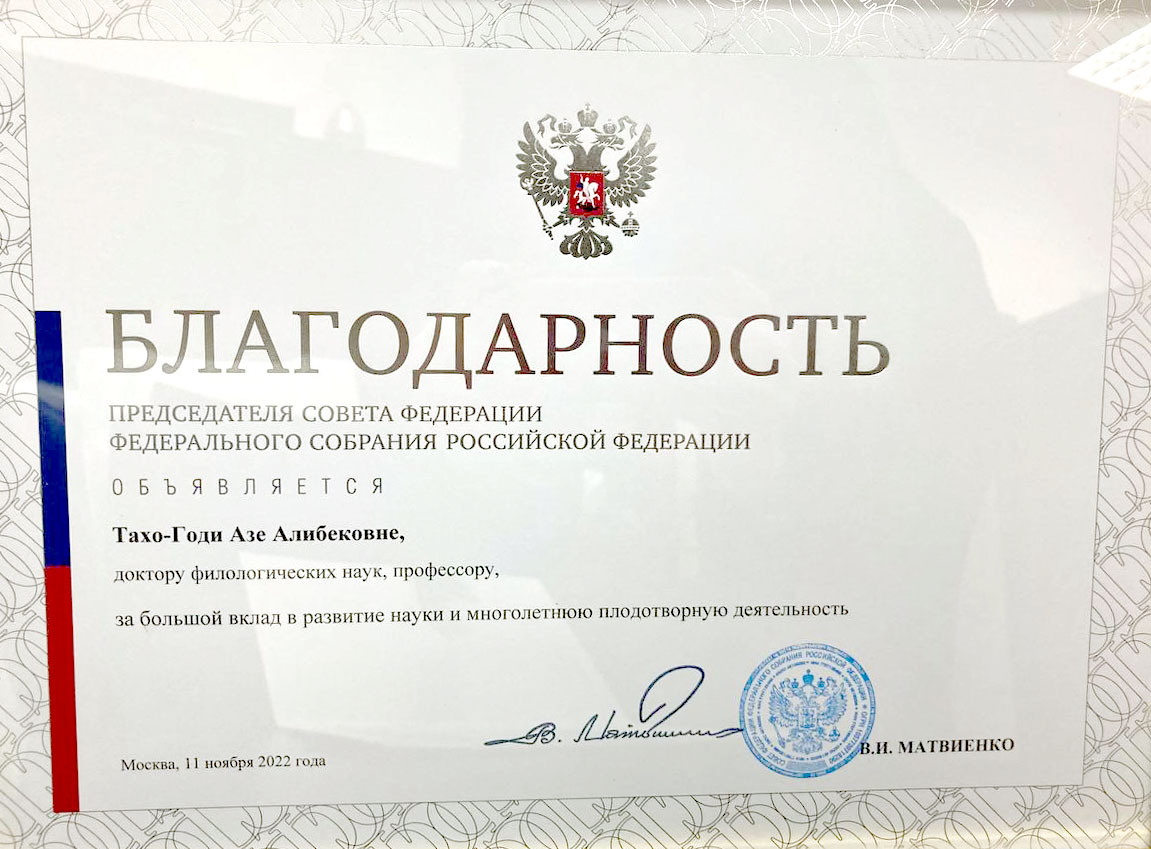 БЛАГОДАРНОСТЬ
ПРЕДСЕДАТЕЛЯ СОВЕТА ФЕДЕРАЦИИ
ФЕДЕРАЛЬНОГО СОБРАНИЯ РОССИЙСКОЙ ФЕДЕРАЦИИ
ОБЪЯВЛЯЕТСЯ
Тахо-Годи Азе Алибековне,
доктору филологических наук, профессору,
за большой вклад в развитие науки и многолетнюю плодотворную деятельность
В. Матвиенко
В.И. МАТВИЕНКО
Москва, 11 ноября 2022 года